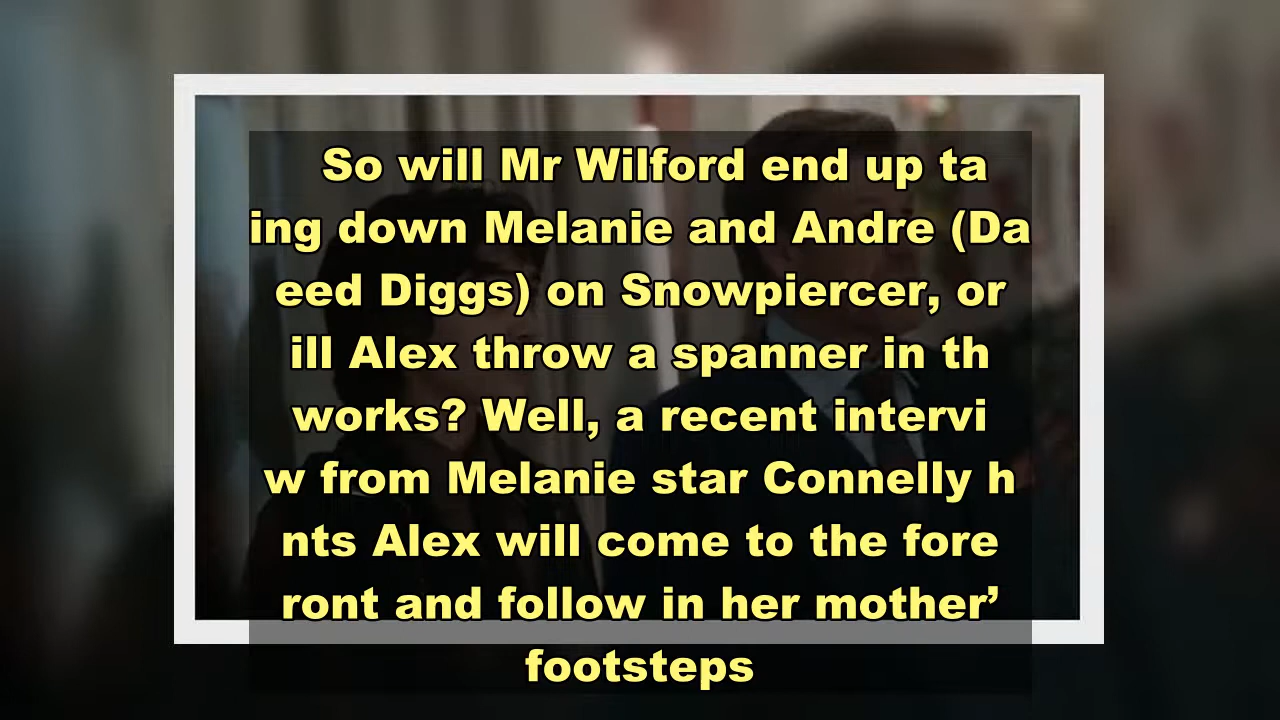 So will Mr Wilford end up ta
ing down Melanie and Andre (Da
eed Diggs) on Snowpiercer, or
ill Alex throw a spanner in th
works? Well, a recent intervi
w from Melanie star Connelly h
nts Alex will come to the fore
ront and follow in her mother’
footsteps